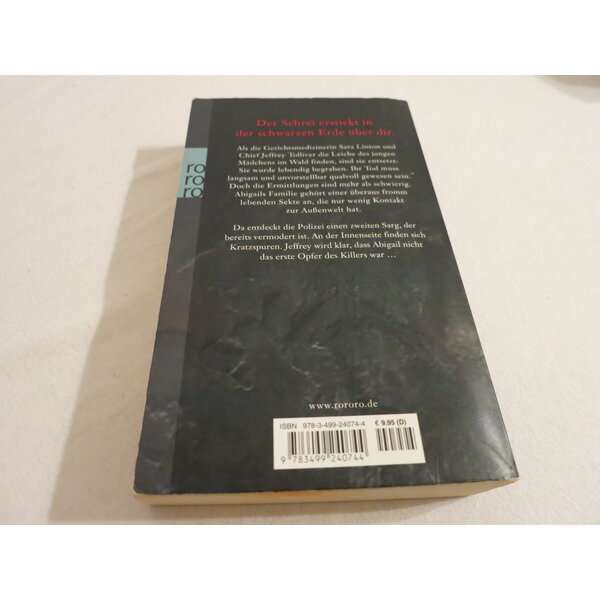 Der Schrei erstickt in
der schwarzen Erde über dir.
Als die Gerichtsmedizinerin Sara Linton und
Chief Jeffrey Tolliver die Leiche des jungen
Mädchens im Wald finden, sind sie entsetzt:
Sie wurde lebendig begraben. Ihr Tod muss
langsam und unvorstellbar qualvoll gewesen sein.
Doch die Ermittlungen sind mehr als schwierig.
Abigails Familie gehört einer überaus fromm
lebenden Sekte an, die nur wenig Kontakt
zur Außenwelt hat.
Da entdeckt die Polizei einen zweiten Sarg, der
bereits vermodert ist. An der Innenseite finden sich
Kratzspuren. Jeffrey wird klar, dass Abigail nicht
das erste Opfer des Killers war …
ro
ro
ro
www.rororo.de
ISBN 978-3-499-24074-4 € 9.95 (D)
9 783499 240744